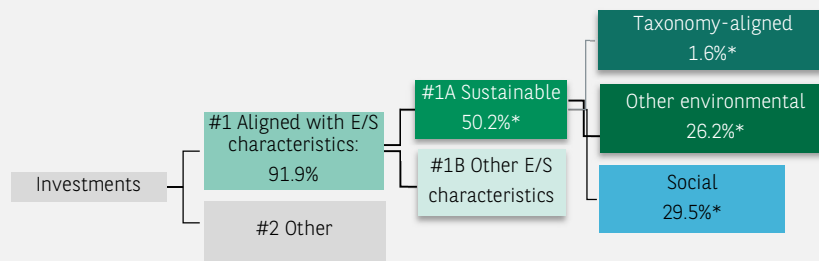 Investments
#1 Aligned with E/S
characteristics:
91.9%
#2 Other
#1A Sustainable
50.2%*
#1B Other E/S
characteristics
Taxonomy-aligned
1.6%*
Other environmental
26.2%*
Social
29.5%*